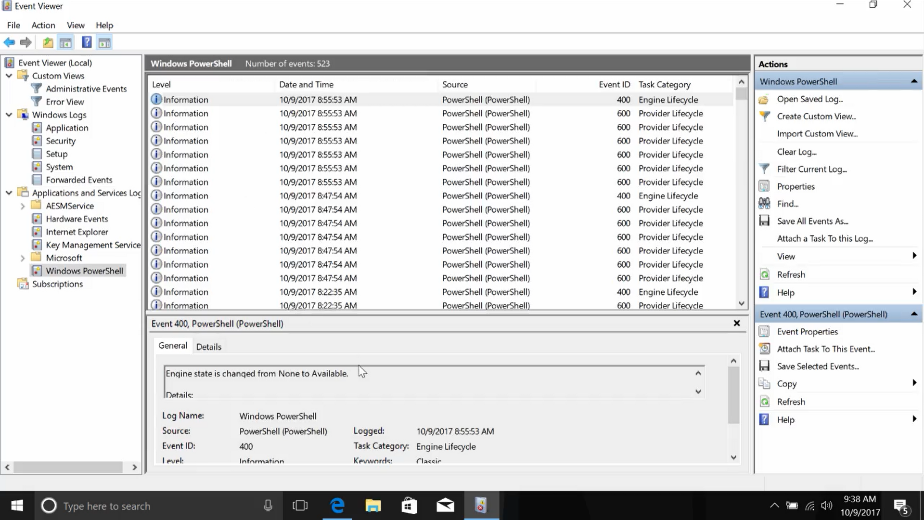 Event Viewer
File Action View Help
Event Viewer (Local)
Custom Views
Administrative Events
Error View
Windows Logs
Application
Security
Setup
System
Forwarded Events
Applications and Services Log
AESMService
Hardware Events
Internet Explorer
Key Management Service
Microsoft
Windows PowerShell
Subscriptions
Windows PowerShell Number of events: 523
Level Date and Time Source Event ID Task Category
Information 10/9/2017 8:55:53 AM PowerShell (PowerShell) 400 Engine Lifecycle
Information 10/9/2017 8:55:53 AM PowerShell (PowerShell) 600 Provider Lifecycle
Information 10/9/2017 8:55:53 AM PowerShell (PowerShell) 600 Provider Lifecycle
Information 10/9/2017 8:55:53 AM PowerShell (PowerShell) 600 Provider Lifecycle
Information 10/9/2017 8:55:53 AM PowerShell (PowerShell) 600 Provider Lifecycle
Information 10/9/2017 8:55:53 AM PowerShell (PowerShell) 600 Provider Lifecycle
Information 10/9/2017 8:55:53 AM PowerShell (PowerShell) 600 Provider Lifecycle
Information 10/9/2017 8:47:54 AM PowerShell (PowerShell) 400 Engine Lifecycle
Information 10/9/2017 8:47:54 AM PowerShell (PowerShell) 600 Provider Lifecycle
Information 10/9/2017 8:47:54 AM PowerShell (PowerShell) 600 Provider Lifecycle
Information 10/9/2017 8:47:54 AM PowerShell (PowerShell) 600 Provider Lifecycle
Information 10/9/2017 8:47:54 AM PowerShell (PowerShell) 600 Provider Lifecycle
Information 10/9/2017 8:47:54 AM PowerShell (PowerShell) 600 Provider Lifecycle
Information 10/9/2017 8:47:54 AM PowerShell (PowerShell) 600 Provider Lifecycle
Information 10/9/2017 8:22:35 AM PowerShell (PowerShell) 400 Engine Lifecycle
Information 10/9/2017 8:22:35 AM PowerShell (PowerShell) 600 Provider Lifecycle
Event 400, PowerShell (PowerShell)
General Details
Engine state is changed from None to Available.
Details:
Log Name: Windows PowerShell
Source: PowerShell (PowerShell) Logged: 10/9/2017 8:55:53 AM
Event ID: 400 Task Category: Engine Lifecycle
Level: Information Keywords: Classic
Actions
Windows PowerShell
Open Saved Log...
Create Custom View...
Import Custom View...
Clear Log...
Filter Current Log...
Properties
Find...
Save All Events As...
Attach a Task To this Log...
View
Refresh
Help
Event 400, PowerShell (PowerShell)
Event Properties
Attach Task To This Event...
Save Selected Events...
Copy
Refresh
Help
Type here to search
9:38 AM
10/9/2017
5